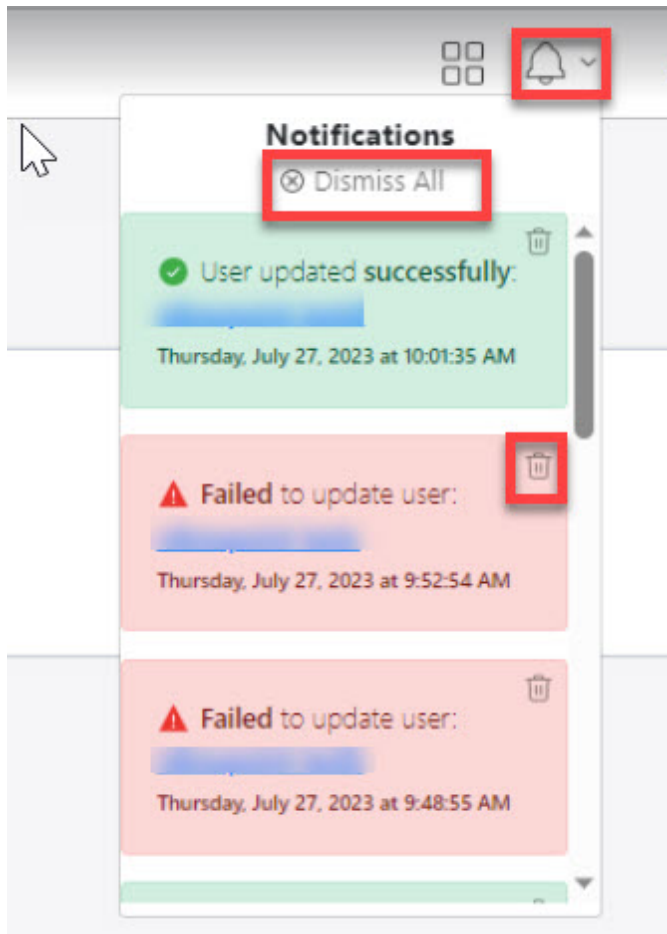 Notifications
Dismiss All
User updated successfully:
Thursday, July 27, 2023 at 10:01:35 AM
Failed to update user:
Thursday, July 27, 2023 at 9:52:54 AM
Failed to update user:
Thursday, July 27, 2023 at 9:48:55 AM